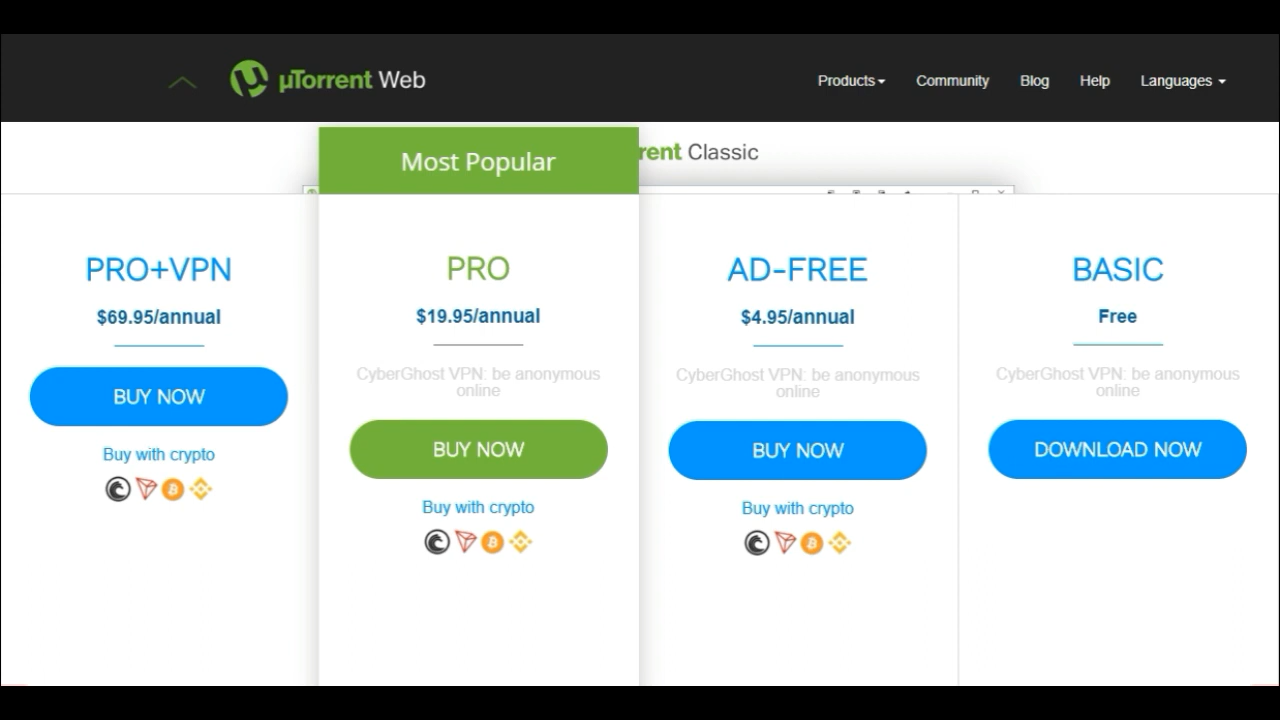 µTorrent Web
Products
Community
Blog
Help
Languages
Most Popular
rent Classic
PRO+VPN
$69.95/annual
BUY NOW
Buy with crypto
PRO
$19.95/annual
CyberGhost VPN: be anonymous
online
BUY NOW
Buy with crypto
AD-FREE
$4.95/annual
CyberGhost VPN: be anonymous
online
BUY NOW
Buy with crypto
BASIC
Free
CyberGhost VPN: be anonymous
online
DOWNLOAD NOW